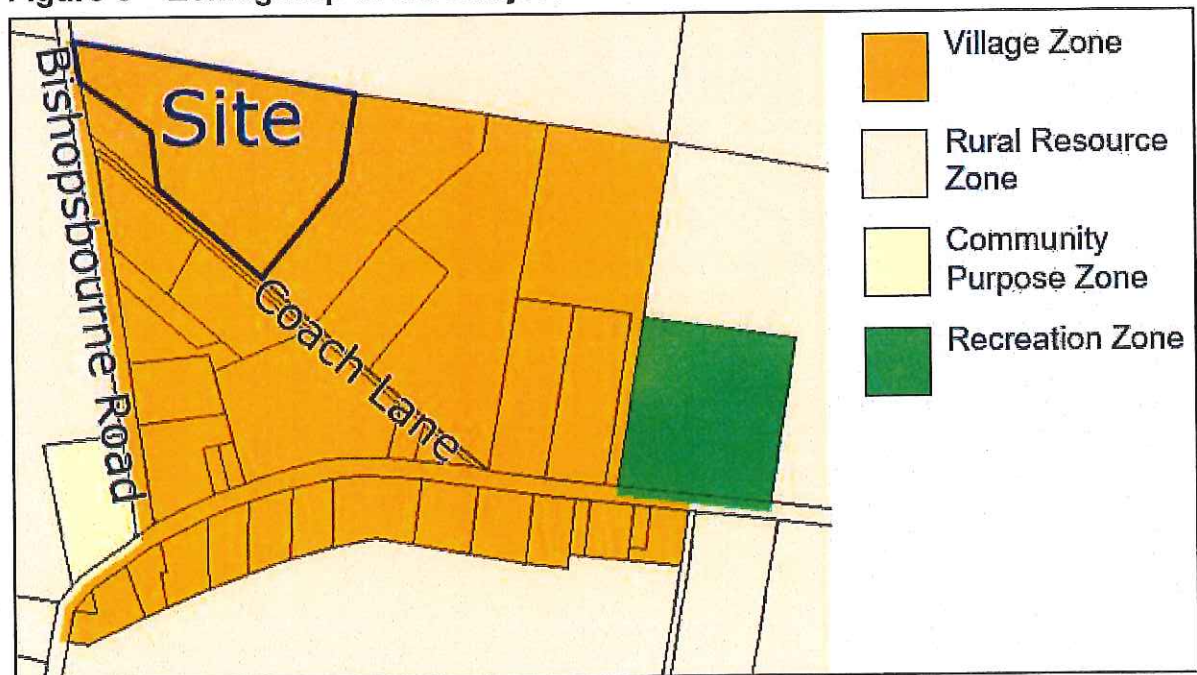 Bishopsbourne Road
Site
Coach Lane
Village Zone
Rural Resource
Zone
Community
Purpose Zone
Recreation Zone